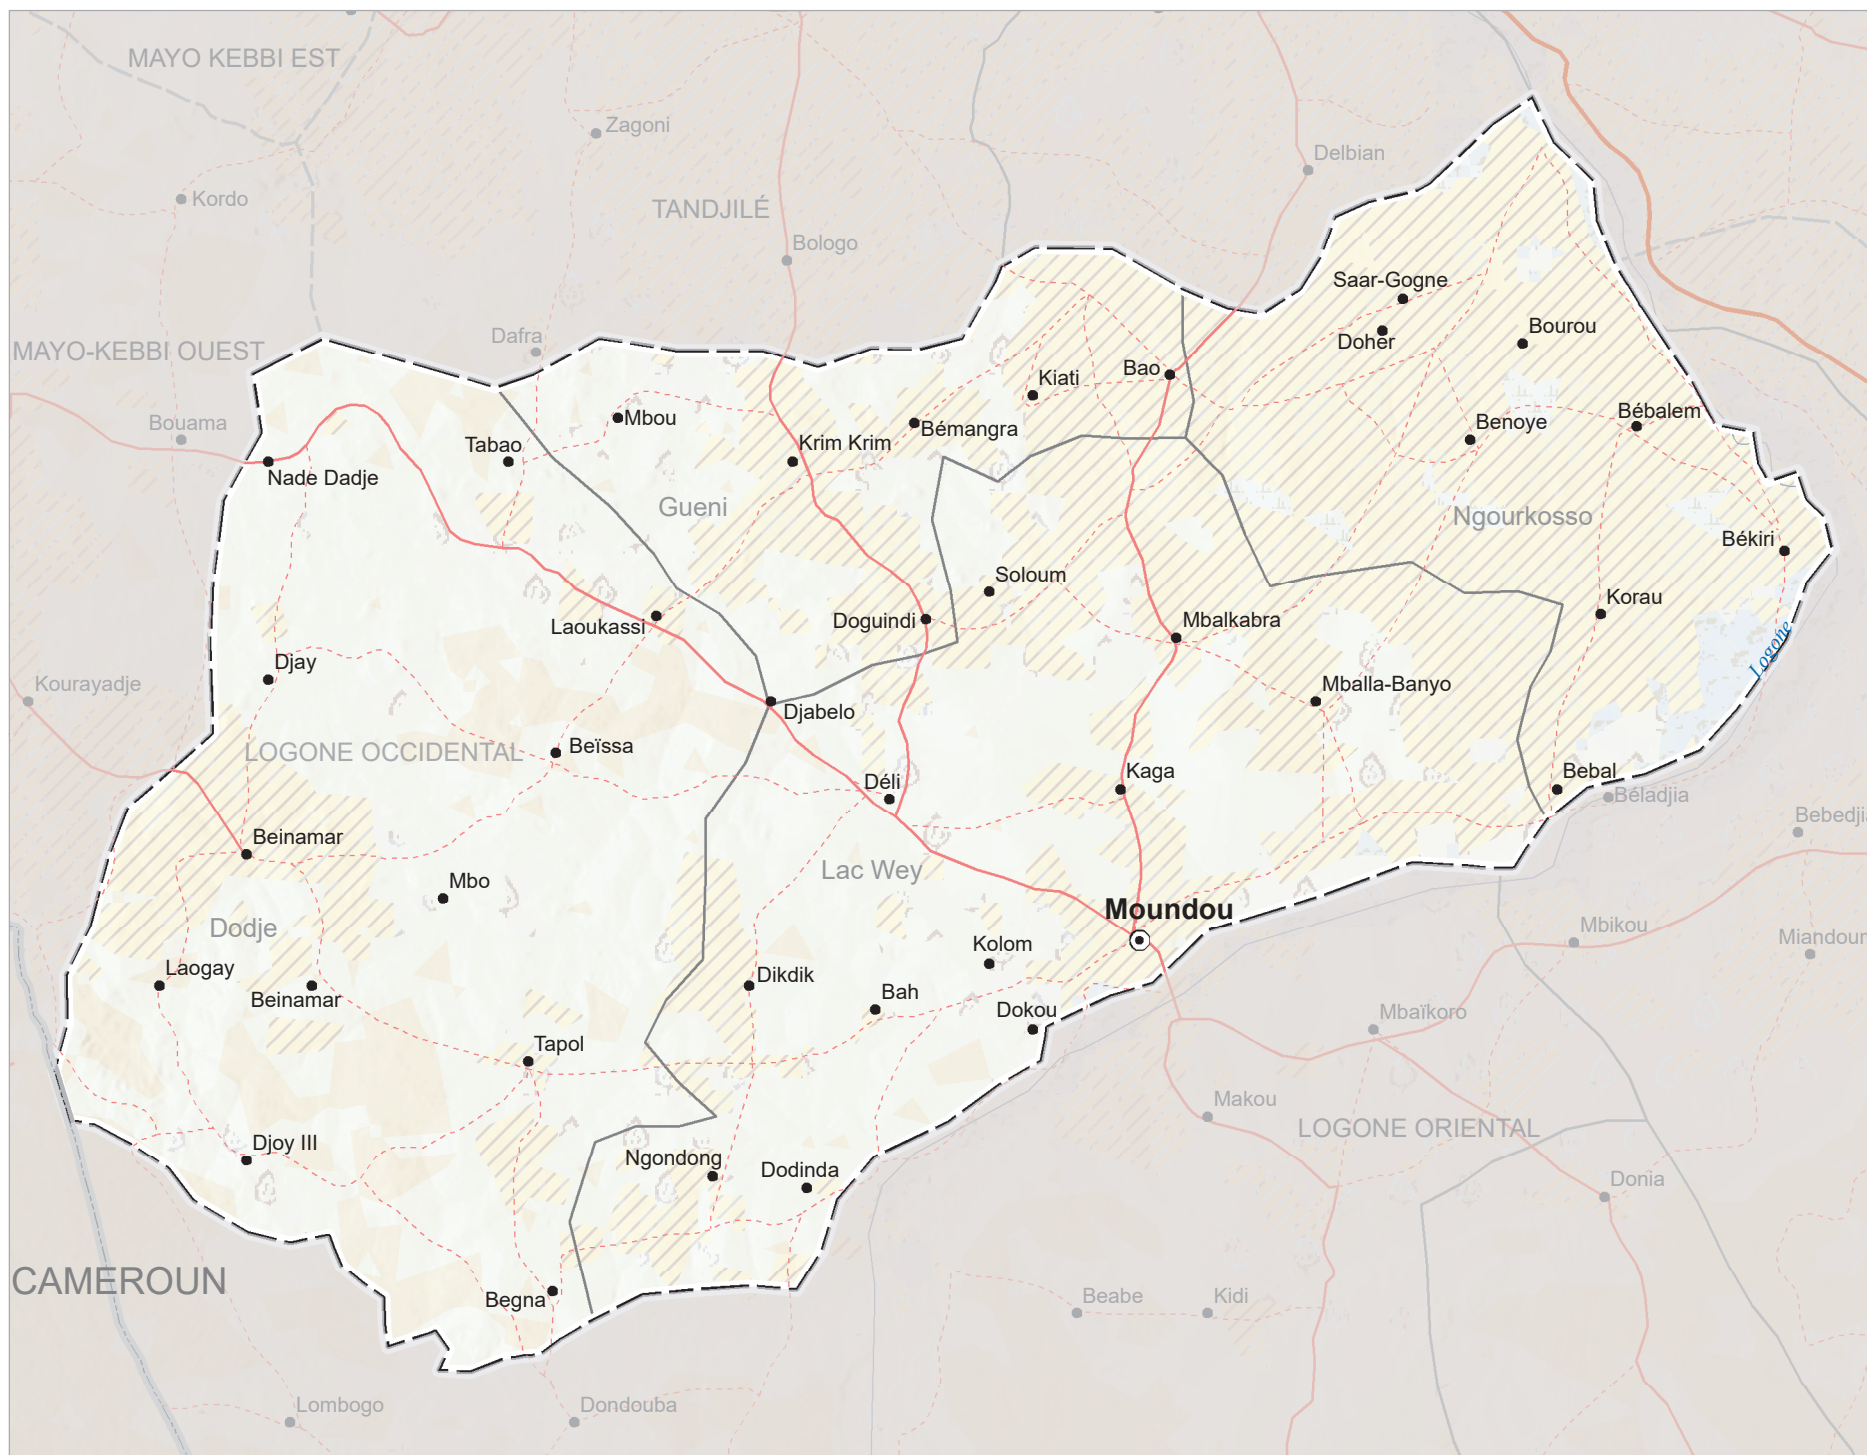 MAYO KEBBI EST
Zagoni
Delbian
Kordo
TANDJILÉ
Bologo
Saar-Gogne
Doher
Bourou
Dafra
MAYO-KEBBI OUEST
Bao
Kiati
Bouama
Mbou
Bébalem
Benoye
Bémangra
Tabao
Krim Krim
Nade Dadje
Gueni
Ngourkosso
Békiri
Soloum
Korau
Laoukassi
Doguindi
Mbalkabra
Logone
Djay
Kourayadje
Mballa-Banyo
Djabelo
LOGONE OCCIDENTAL
Beïssa
Kaga
Bebal
Déli
Béladjia
Bebedji
Beinamar
Lac Wey
Mbo
Moundou
Dodje
Mbikou
Miandoum
Kolom
Laogay
Beinamar
Dikdik
Bah
Dokou
Mbaïkoro
Tapol
Makou
LOGONE ORIENTAL
Djoy III
Ngondong
Dodinda
Donia
CAMEROUN
Begna
Beabe
Kidi
Lombogo
Dondouba